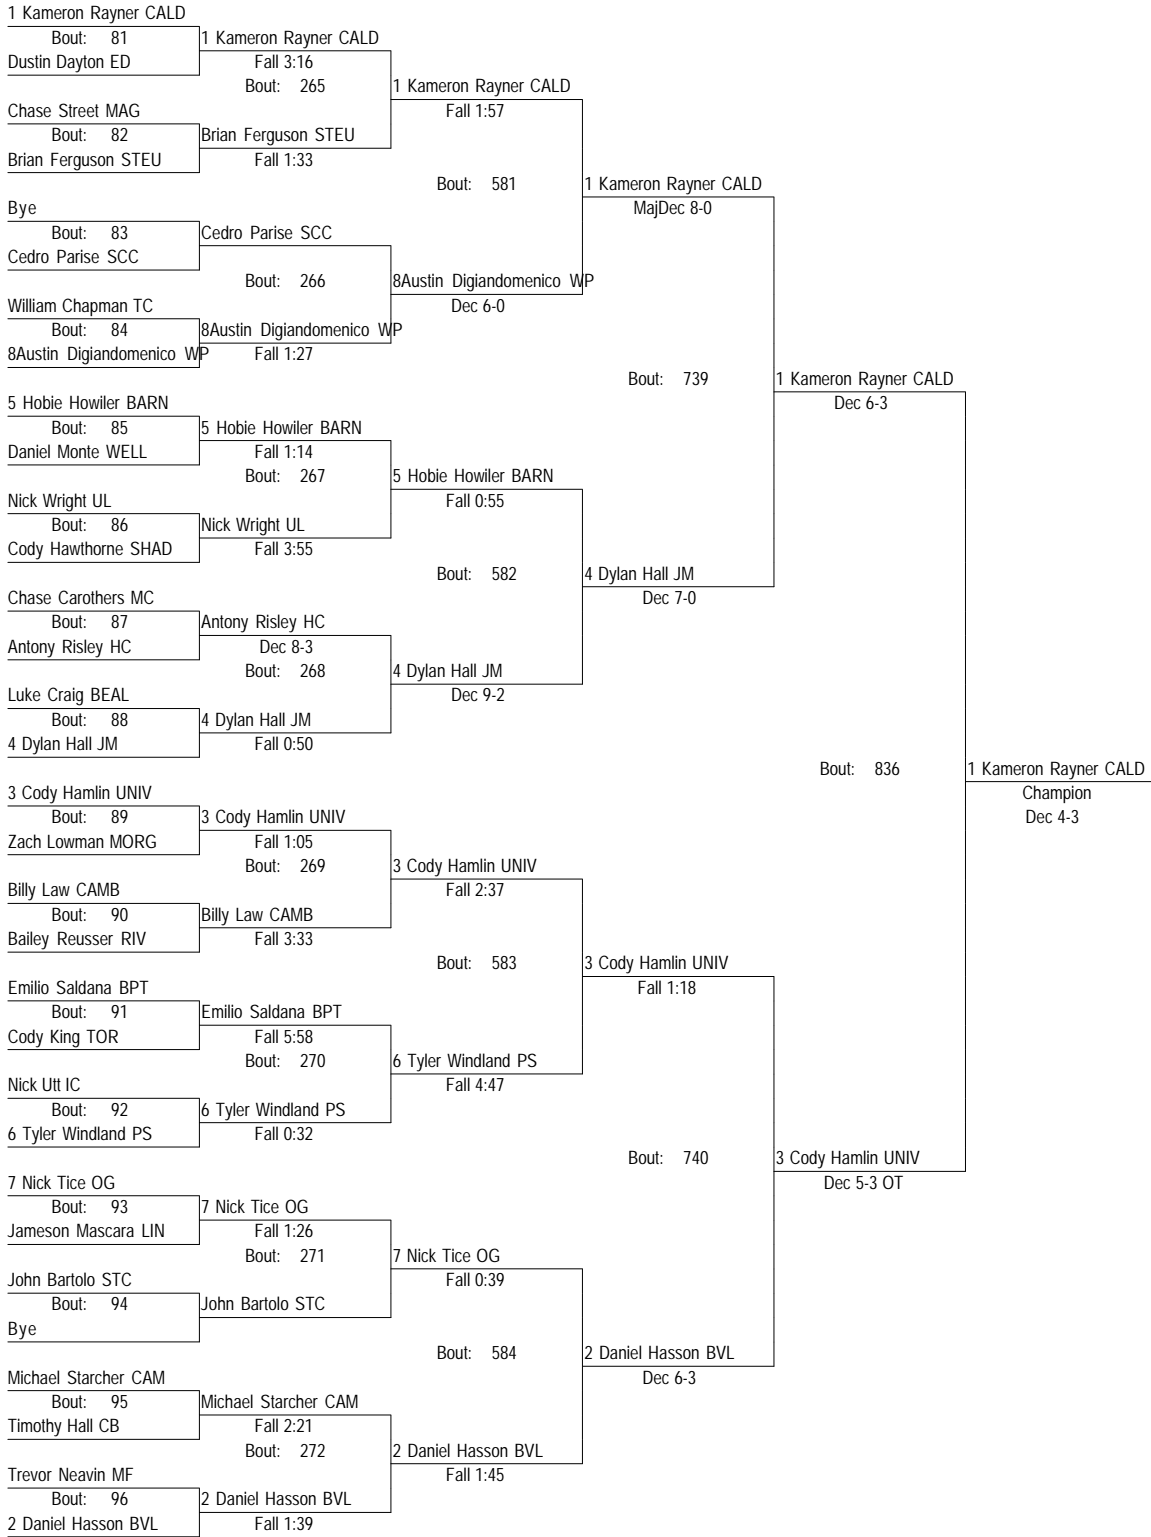 1 Kameron Rayner CALD
Bout: 81
Dustin Dayton ED
Chase Street MAG
Bout: 82
Brian Ferguson STEU
Bye
Bout: 83
Cedro Parise SCC
William Chapman TC
Bout: 84
8Austin Digiandomenico WP
5 Hobie Howiler BARN
Bout: 85
Daniel Monte WELL
Nick Wright UL
Bout: 86
Cody Hawthorne SHAD
Chase Carothers MC
Bout: 87
Antony Risley HC
Luke Craig BEAL
Bout: 88
4 Dylan Hall JM
3 Cody Hamlin UNIV
Bout: 89
Zach Lowman MORG
Billy Law CAMB
Bout: 90
Bailey Reusser RIV
Emilio Saldana BPT
Bout: 91
Cody King TOR
Nick Utt IC
Bout: 92
6 Tyler Windland PS
7 Nick Tice OG
Bout: 93
Jameson Mascara LIN
John Bartolo STC
Bout: 94
Bye
Michael Starcher CAM
Bout: 95
Timothy Hall CB
Trevor Neavin MF
Bout: 96
2 Daniel Hasson BVL
1 Kameron Rayner CALD
Fall 3:16
Bout: 265
Brian Ferguson STEU
Fall 1:33
Cedro Parise SCC
Bout: 266
8Austin Digiandomenico WP
Fall 1:27
5 Hobie Howiler BARN
Fall 1:14
Bout: 267
Nick Wright UL
Fall 3:55
Antony Risley HC
Dec 8-3
Bout: 268
4 Dylan Hall JM
Fall 0:50
3 Cody Hamlin UNIV
Fall 1:05
Bout: 269
Billy Law CAMB
Fall 3:33
Emilio Saldana BPT
Fall 5:58
Bout: 270
6 Tyler Windland PS
Fall 0:32
7 Nick Tice OG
Fall 1:26
Bout: 271
John Bartolo STC
Michael Starcher CAM
Fall 2:21
Bout: 272
2 Daniel Hasson BVL
Fall 1:39
1 Kameron Rayner CALD
Fall 1:57
Bout: 581
8Austin Digiandomenico WP
Dec 6-0
5 Hobie Howiler BARN
Fall 0:55
Bout: 582
4 Dylan Hall JM
Dec 9-2
3 Cody Hamlin UNIV
Fall 2:37
Bout: 583
6 Tyler Windland PS
Fall 4:47
7 Nick Tice OG
Fall 0:39
Bout: 584
2 Daniel Hasson BVL
Fall 1:45
1 Kameron Rayner CALD
MajDec 8-0
Bout: 739
4 Dylan Hall JM
Dec 7-0
3 Cody Hamlin UNIV
Fall 1:18
Bout: 740
2 Daniel Hasson BVL
Dec 6-3
1 Kameron Rayner CALD
Dec 6-3
Bout: 836
3 Cody Hamlin UNIV
Dec 5-3 OT
1 Kameron Rayner CALD
Champion
Dec 4-3